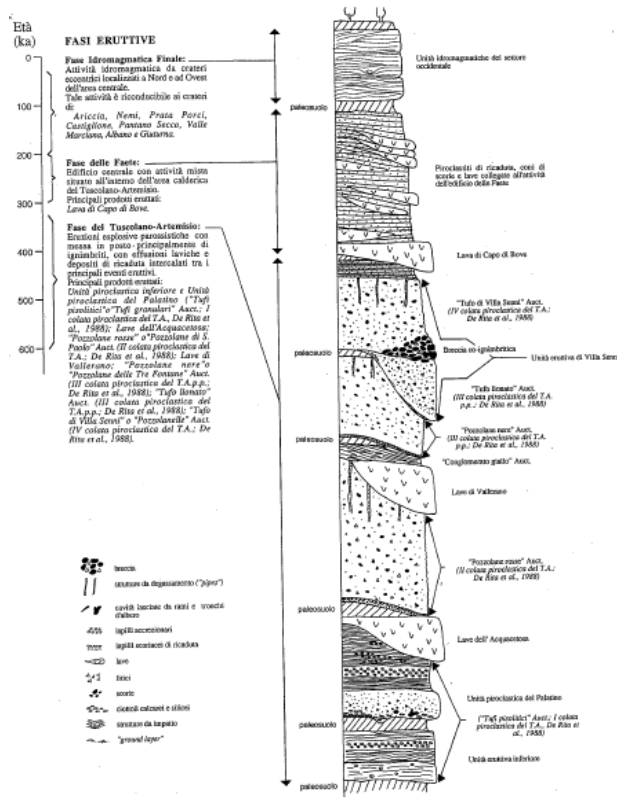 Età
(ka)
FASI ERUTTIVE
0
100
200
300
400
500
600
Fase Idromagmatica Finale:
Attività idromagmatica da crateri
eccentrici localizzati a Nord e ad Ovest
dell'area centrale.
Tale attività è riconducibile ai crateri
di:
Ariccia, Nemi, Prata Porci,
Castiglione, Pantano Secco, Valle
Marciana, Albano e Giuturna.
Fase delle Faete:
Edificio centrale con attività mista
situato all'interno dell'area calderica
del Tuscolano-Artemisio.
Principali prodotti eruttati:
Lava di Capo di Bove.
Fase del Tuscolano-Artemisio:
Eruzioni esplosive parossistiche con
messa in posto principalmente di
ignimbriti, con effusioni laviche e
depositi di ricaduta intercalati tra i
principali eventi eruttivi.
Principali prodotti eruttati:
Unità piroclastica inferiore e Unità
piroclastica del Palatino ("Tufi
pisolitici"o"Tufi granulari" Auct.; I
colata piroclastica del T.A.; De Rita et
al., 1988); Lave dell'Acquacetosa;
"Pozzolane rosse" o"Pozzolane di S.
Paolo" Auct. (II colata piroclastica del
T.A.; De Rita et al., 1988); Lave di
Vallerano; "Pozzolane nere"o
"Pozzolane delle Tre Fontane" Auct.
(III colata piroclastica del T.A.p.p.;
De Rita et al., 1988); "Tufo lionato"
Auct. (III colata piroclastica del
T.A.p.p.; De Rita et al., 1988); "Tufo
di Villa Senni" o "Pozzolanelle" Auct.
(IV colata piroclastica del T.A.; De
Rita et al., 1988).
breccia
strutture da degassamento ("pipes")
cavità lasciate da rami e tronchi
d'albero
lapilli accrezionari
lapilli scoriacei di ricaduta
lave
litici
scorie
ciottoli calcarei e silicei
strutture da impatto
"ground layer"
paleosuolo
paleosuolo
paleosuolo
paleosuolo
paleosuolo
paleosuolo
Unità idromagmatiche del settore
occidentale
Piroclastiti di ricaduta, coni di
scorie e lave collegate all'attività
dell'edificio delle Faete
Lava di Capo di Bove
"Tufo di Villa Senni" Auct.
(IV colata piroclastica del T.A.;
De Rita et al., 1988)
Breccia co-ignimbritica
Unità eruttiva di Villa Senni
"Tufo lionato" Auct.
(III colata piroclastica del T.A.
p.p.; De Rita et al., 1988)
"Pozzolane nere" Auct.
(III colata piroclastica del T.A.
p.p.; De Rita et al., 1988)
"Conglomerato giallo" Auct.
Lave di Vallerano
"Pozzolane rosse" Auct.
(II colata piroclastica del T.A.;
De Rita et al., 1988)
Lave dell'Acquacetosa
Unità piroclastica del Palatino
("Tufi pisolitici" Auct.; I colata
piroclastica del T.A., De Rita et
al., 1988)
Unità eruttiva inferiore